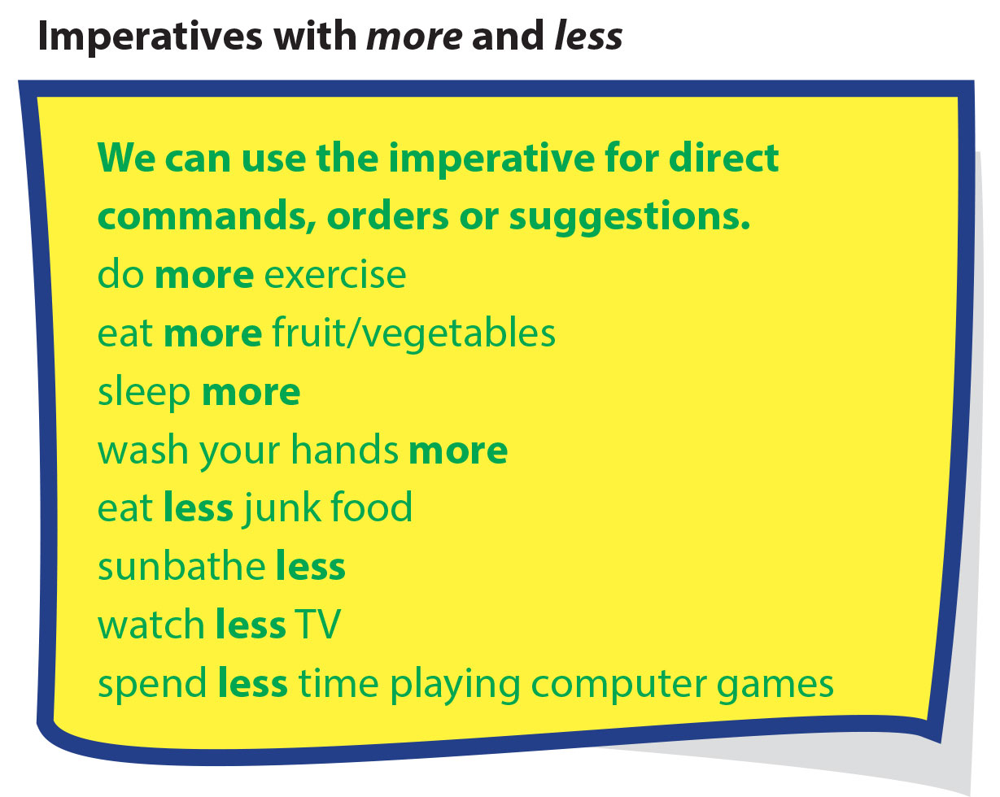 Imperatives with more and less
We can use the imperative for direct
commands, orders or suggestions.
do more exercise
eat more fruit/vegetables
sleep more
wash your hands more
eat less junk food
sunbathe less
watch less TV
spend less time playing computer games